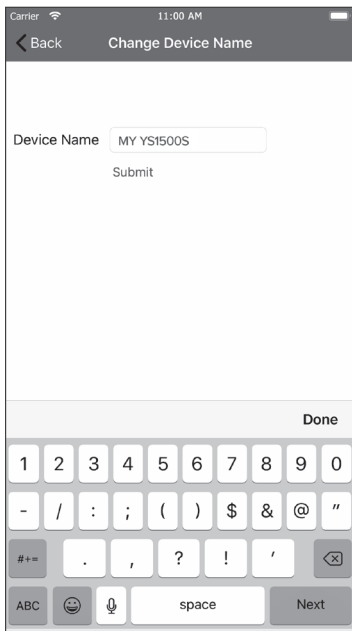 Carrier 11:00 AM
Back Change Device Name
Device Name MY YS1500S
Submit
Done
1 2 3 4 5 6 7 8 9 0
- / : ; ( ) $ & @ "
#+= . , ? ! '
ABC space Next